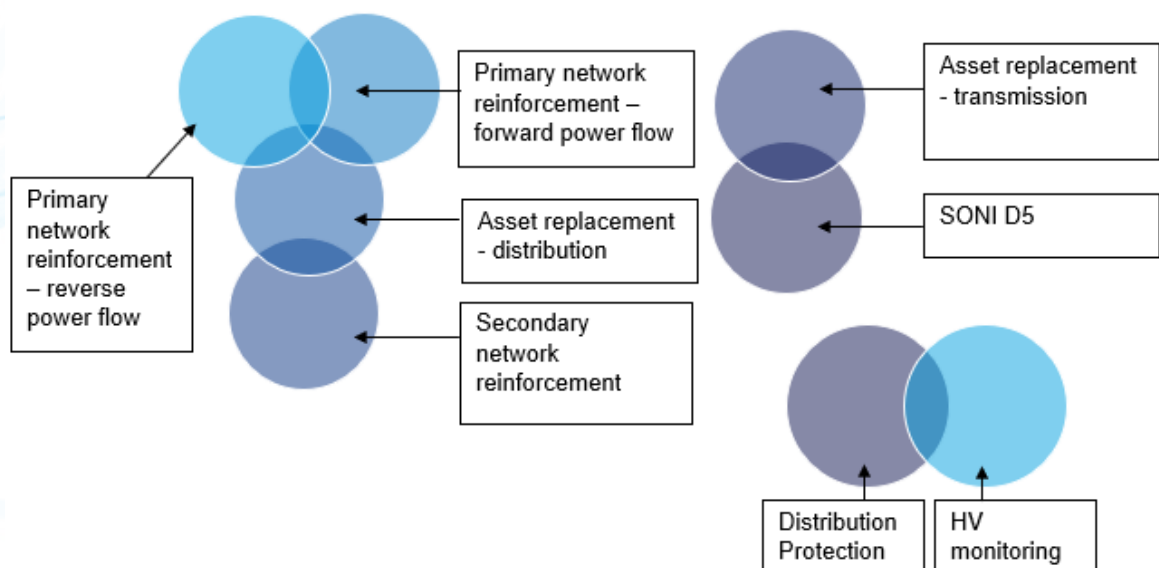 Primary network
reinforcement –
forward power flow
Asset replacement
- transmission
Primary
network
reinforcement
– reverse
power flow
Asset replacement
- distribution
SONI D5
Secondary
network
reinforcement
Distribution
Protection
HV
monitoring